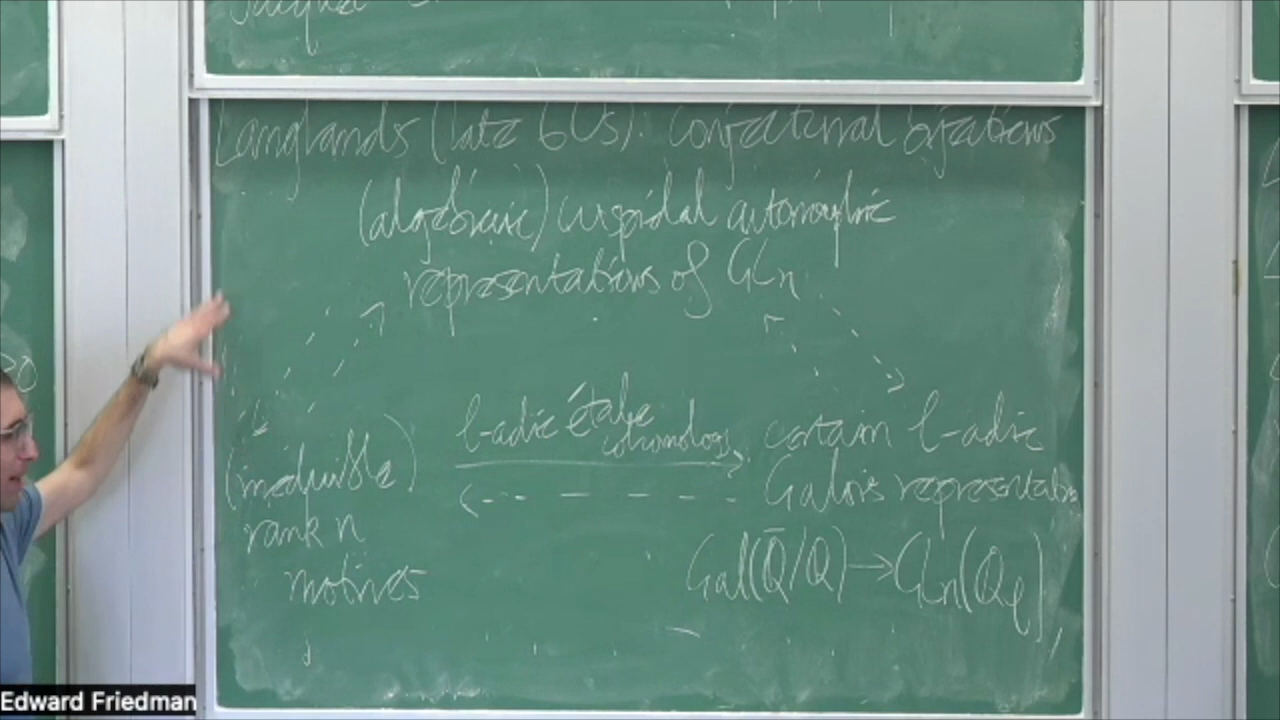 Jacquet
Langlands (late 60s): conjectural bijections
(algebraic) cuspidal automorphic
representations of GLn
l-adic étale
cohomology
certain l-adic
Galois representations
(irreducible)
rank n
motives
Gal(Q̄/Q) → GLn(Qℓ)
Edward Friedman